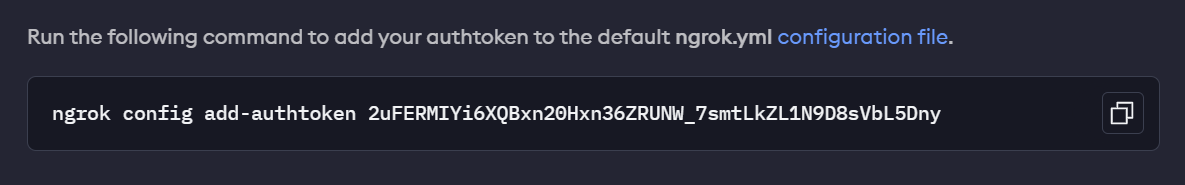 Run the following command to add your authtoken to the default ngrok.yml configuration file.
ngrok config add-authtoken 2uFERMIYi6XQBxn20Hxn36ZRUNW_7smtLkZL1N9D8sVbL5Dny